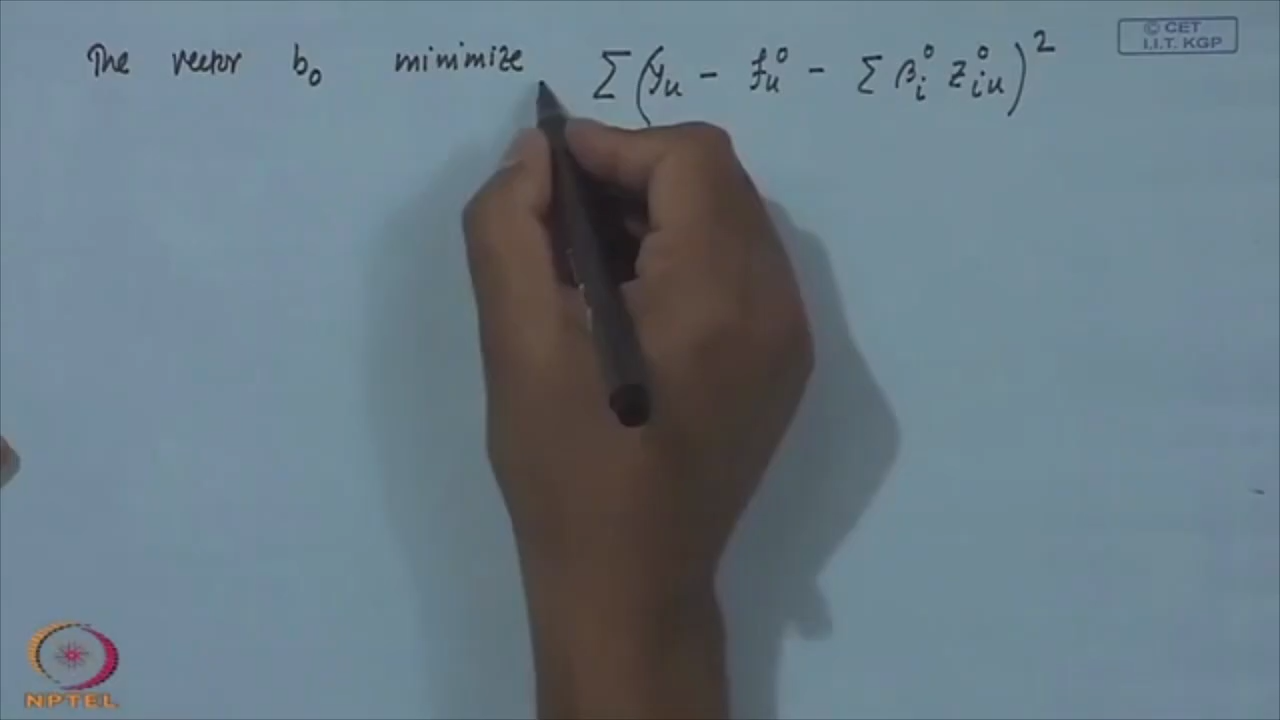 The vector b₀ minimize ∑(yᵤ - fᵤ⁰ - ∑ βᵢ⁰ Zᵢᵤ⁰)²
© CET
I.I.T. KGP
NPTEL